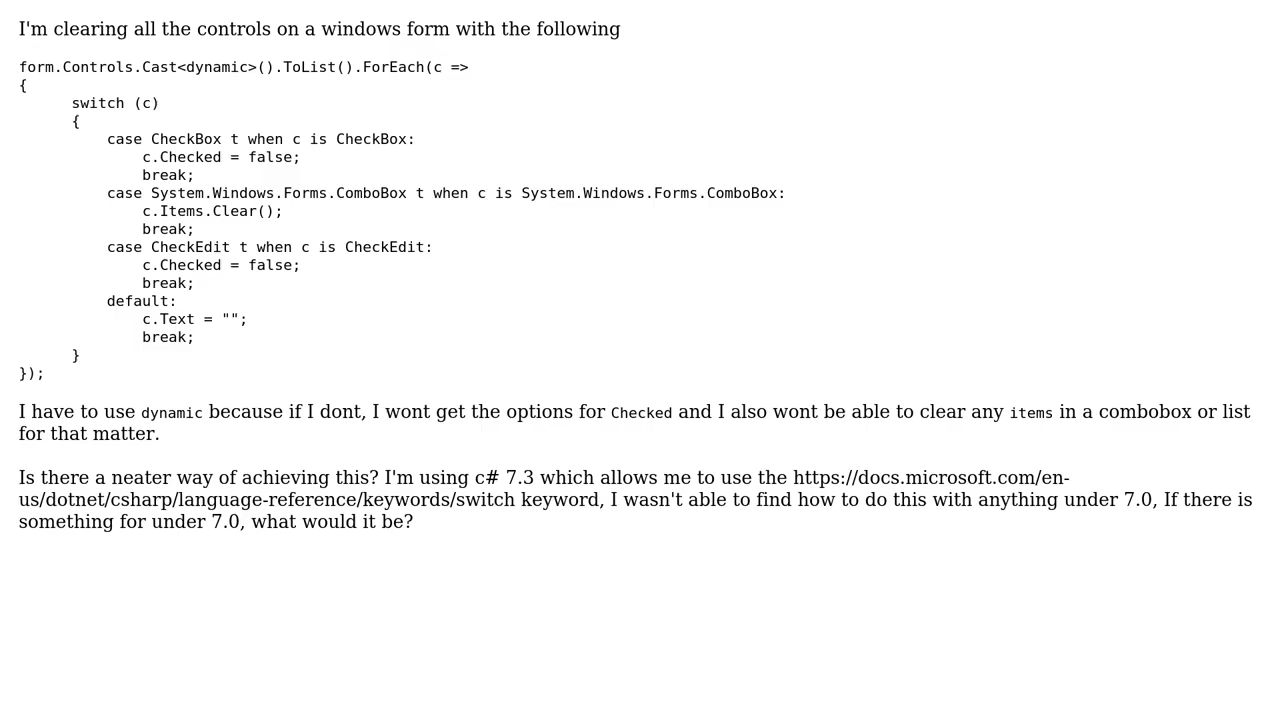 I'm clearing all the controls on a windows form with the following
form.Controls.Cast<dynamic>().ToList().ForEach(c =>
{
switch (c)
{
case CheckBox t when c is CheckBox:
c.Checked = false;
break;
case System.Windows.Forms.ComboBox t when c is System.Windows.Forms.ComboBox:
c.Items.Clear();
break;
case CheckEdit t when c is CheckEdit:
c.Checked = false;
break;
default:
c.Text = "";
break;
}
});
I have to use dynamic because if I dont, I wont get the options for Checked and I also wont be able to clear any items in a combobox or list
for that matter.
Is there a neater way of achieving this? I'm using c# 7.3 which allows me to use the https://docs.microsoft.com/en-
us/dotnet/csharp/language-reference/keywords/switch keyword, I wasn't able to find how to do this with anything under 7.0, If there is
something for under 7.0, what would it be?